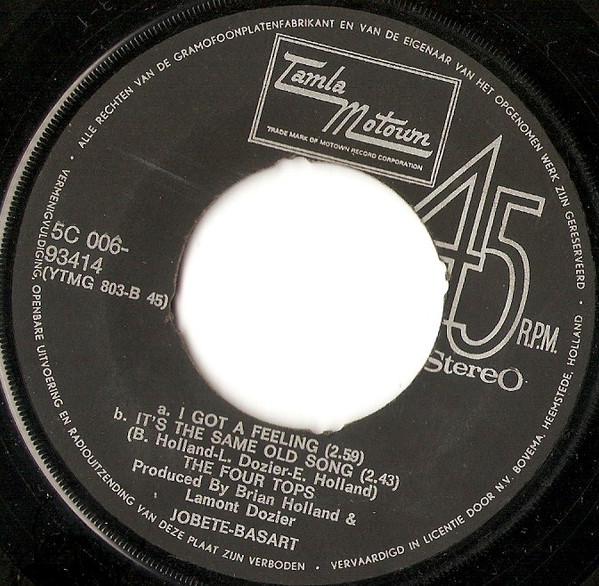 • ALLE RECHTEN VAN DE GRAMOFOONPLATENFABRIKANT EN VAN DE EIGENAAR VAN HET OPGENOMEN WERK ZIJN GERESERVEERD •
Tamla
Motown
TRADE MARK OF MOTOWN RECORD CORPORATION
45
R.P.M.
Stereo
5C 006-
93414
(YTMG 803-B 45)
a. I GOT A FEELING (2.59)
b. IT'S THE SAME OLD SONG (2.43)
(B. Holland-L. Dozier-E. Holland)
THE FOUR TOPS
Produced By Brian Holland &
Lamont Dozier
JOBETE-BASART
VERMENIGVULDIGING, OPENBARE UITVOERING EN RADIOUITZENDING VAN DEZE PLAAT ZIJN VERBODEN • VERVAARDIGD IN LICENTIE DOOR N.V. BOVEMA, HEEMSTEDE, HOLLAND